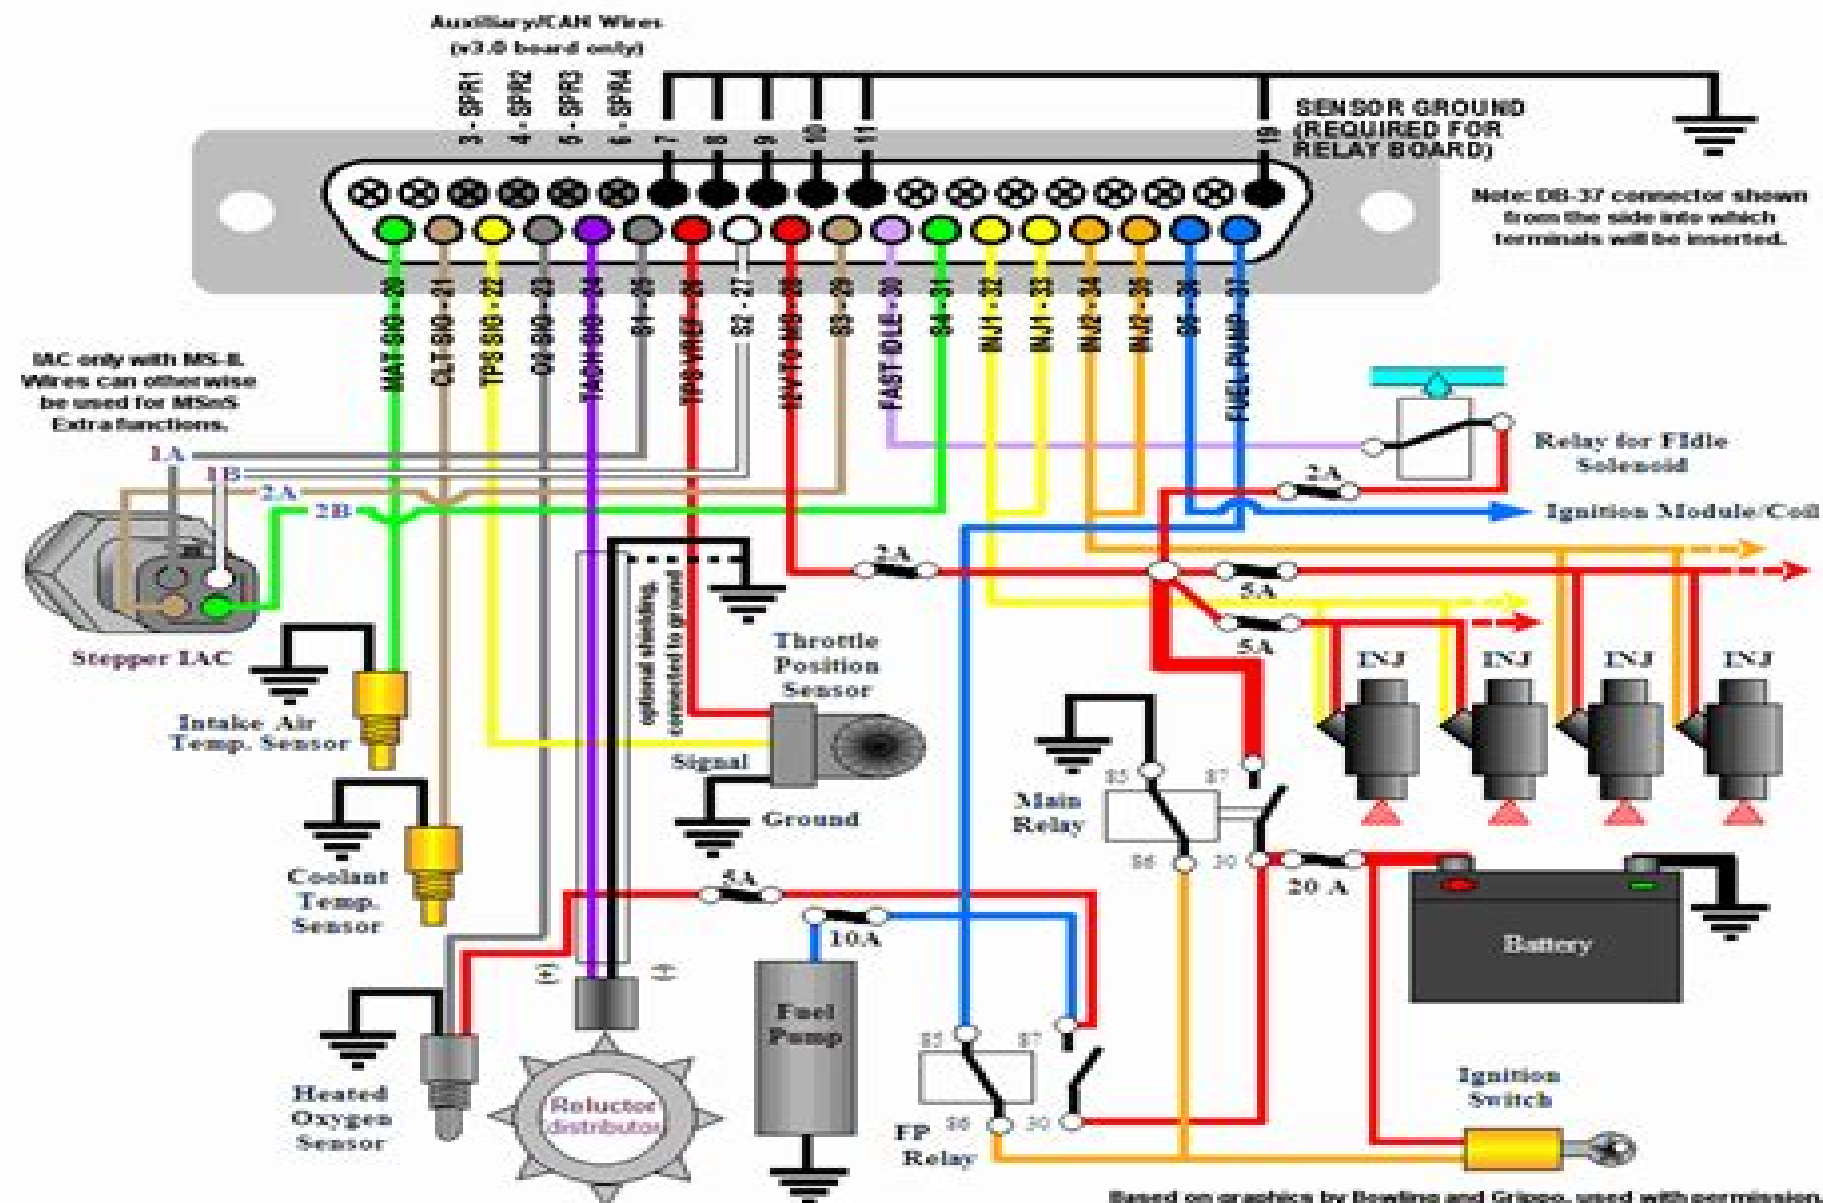 Auxiliary/CAN Wires
(v3.0 board only)
3 - SPR1
4 - SPR2
5 - SPR3
6 - SPR4
7
8
9
10
11
19
SENSOR GROUND
(REQUIRED FOR
RELAY BOARD)
Note: DB-37 connector shown
from the side into which
terminals will be inserted.
MAT SIG - 20
CLT SIG - 21
TPS SIG - 22
O2 SIG - 23
TACH SIG - 24
S1 - 25
TPS VREF - 26
S2 - 27
12V TO MS - 28
S3 - 29
FAST IDLE - 30
S4 - 31
INJ1 - 32
INJ1 - 33
INJ2 - 34
INJ2 - 35
S5 - 36
FUEL PUMP - 37
IAC only with MS-II.
Wires can otherwise
be used for MSnS
Extra functions.
1A
1B
2A
2B
Stepper IAC
Relay for FIdle
Solenoid
2A
Ignition Module/Coil
2A
5A
5A
optional shielding,
connected to ground
Throttle
Position
Sensor
Signal
Ground
INJ
INJ
INJ
INJ
Intake Air
Temp. Sensor
Coolant
Temp.
Sensor
Main
Relay
85
87
86
30
20 A
Battery
5A
10A
(+)
Fuel
Pump
Heated
Oxygen
Sensor
Reluctor
distributor
85
87
86
30
FP
Relay
Ignition
Switch
Based on graphics by Bowling and Grippo, used with permission.